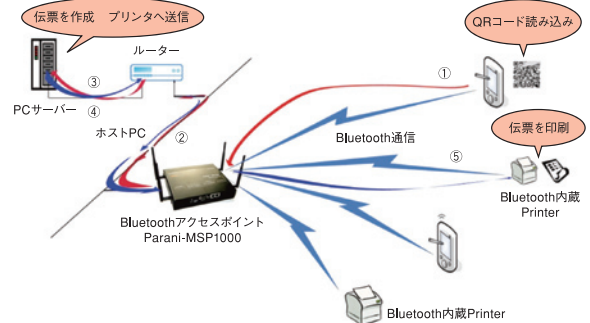 伝票を作成 プリンタへ送信
QRコード読み込み
ルーター
③
①
PCサーバー
④
ホストPC
②
Bluetooth通信
伝票を印刷
⑤
Bluetooth内蔵
Printer
Bluetoothアクセスポイント
Parani-MSP1000
Bluetooth内蔵Printer